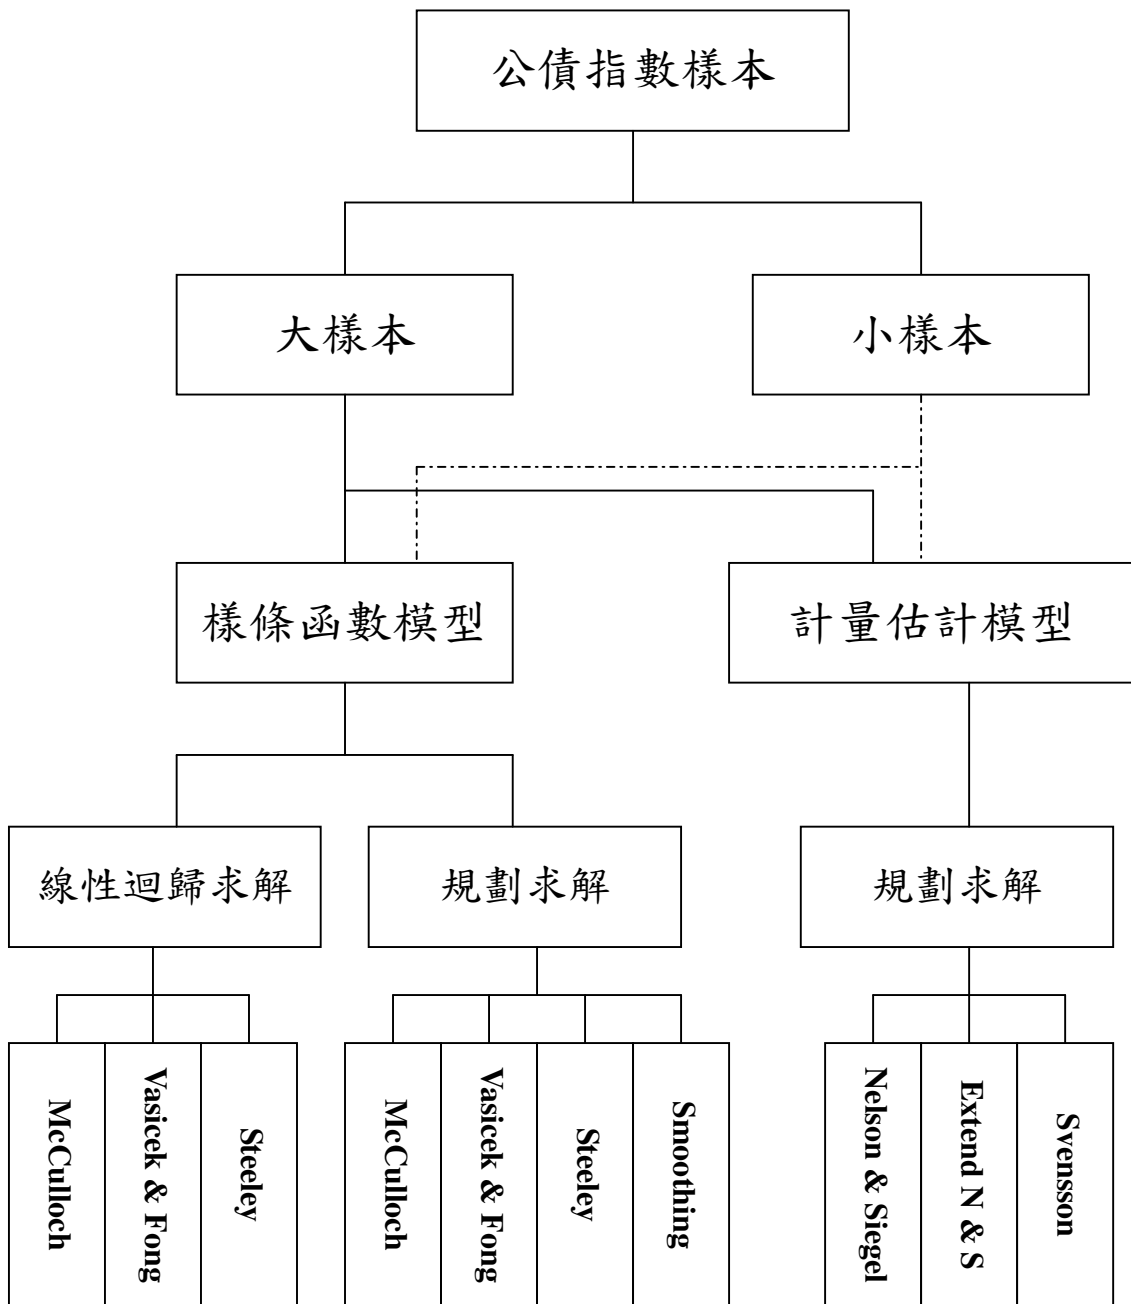 公債指數樣本
大樣本
小樣本
樣條函數模型
計量估計模型
線性迴歸求解
規劃求解
規劃求解
McCulloch
Vasicek & Fong
Steeley
McCulloch
Vasicek & Fong
Steeley
Smoothing
Nelson & Siegel
Extend N & S
Svensson